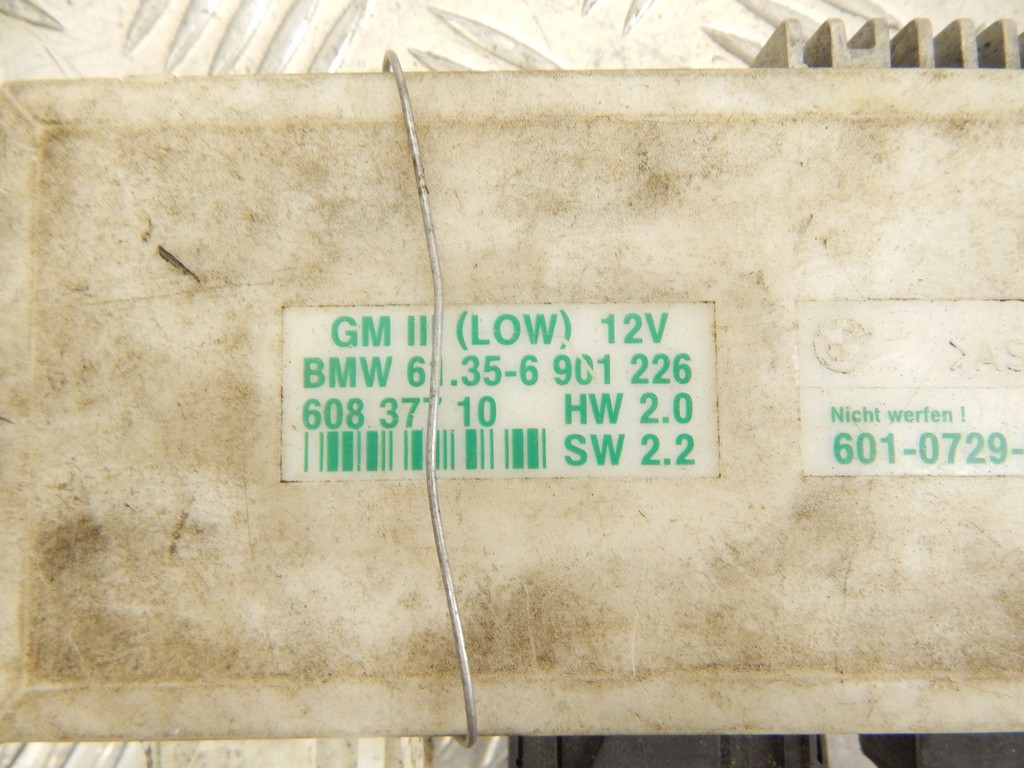 GM III (LOW) 12V
BMW 61.35-6 901 226
608 377 10 HW 2.0
SW 2.2
Nicht werfen !
601-0729-